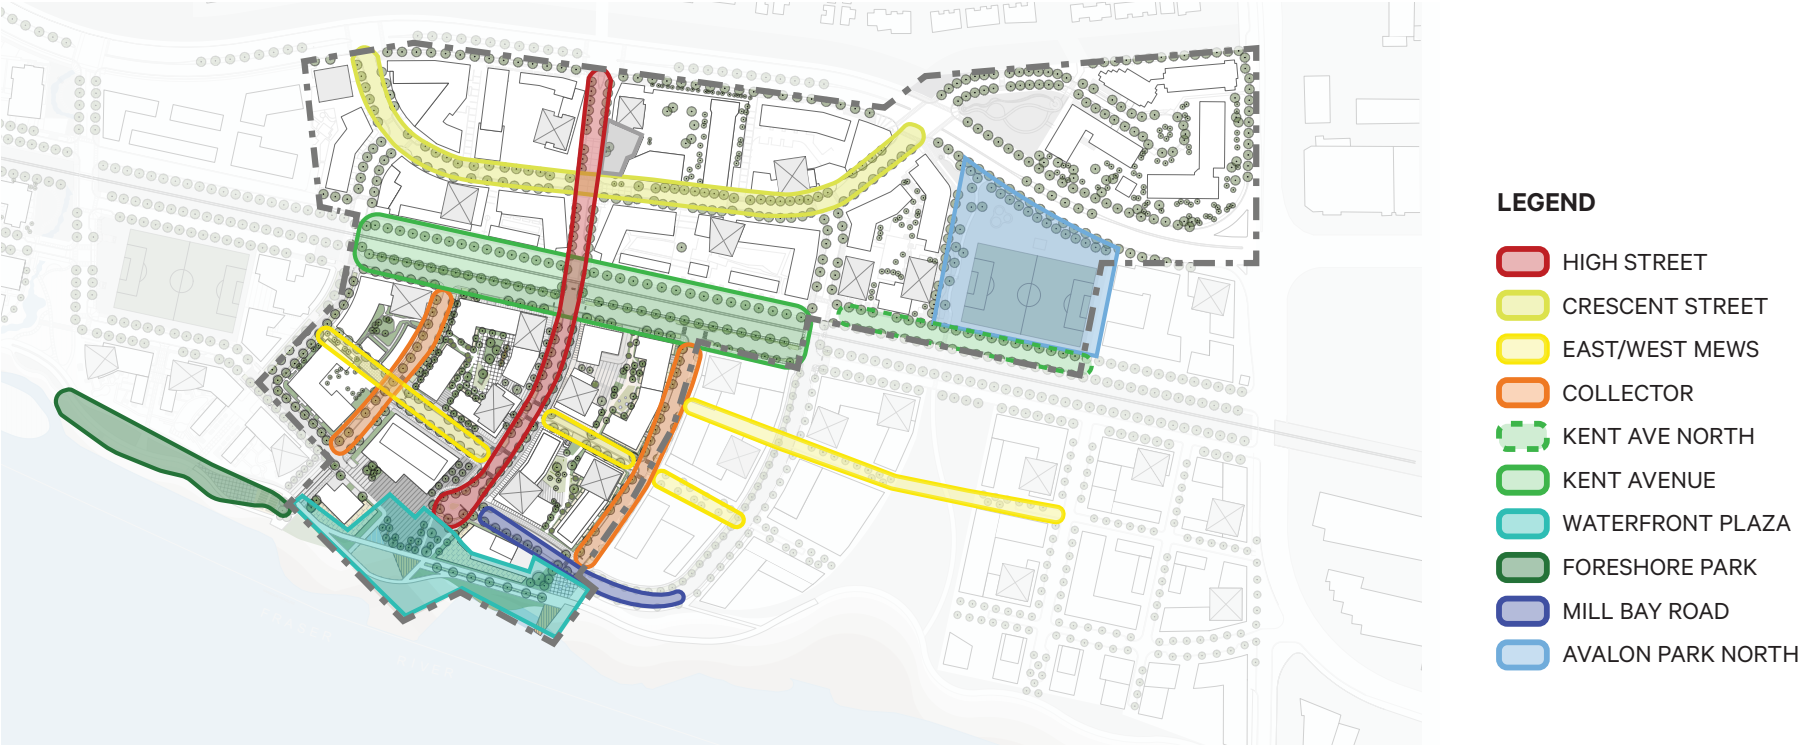 LEGEND
HIGH STREET
CRESCENT STREET
EAST/WEST MEWS
COLLECTOR
KENT AVE NORTH
KENT AVENUE
WATERFRONT PLAZA
FORESHORE PARK
MILL BAY ROAD
AVALON PARK NORTH